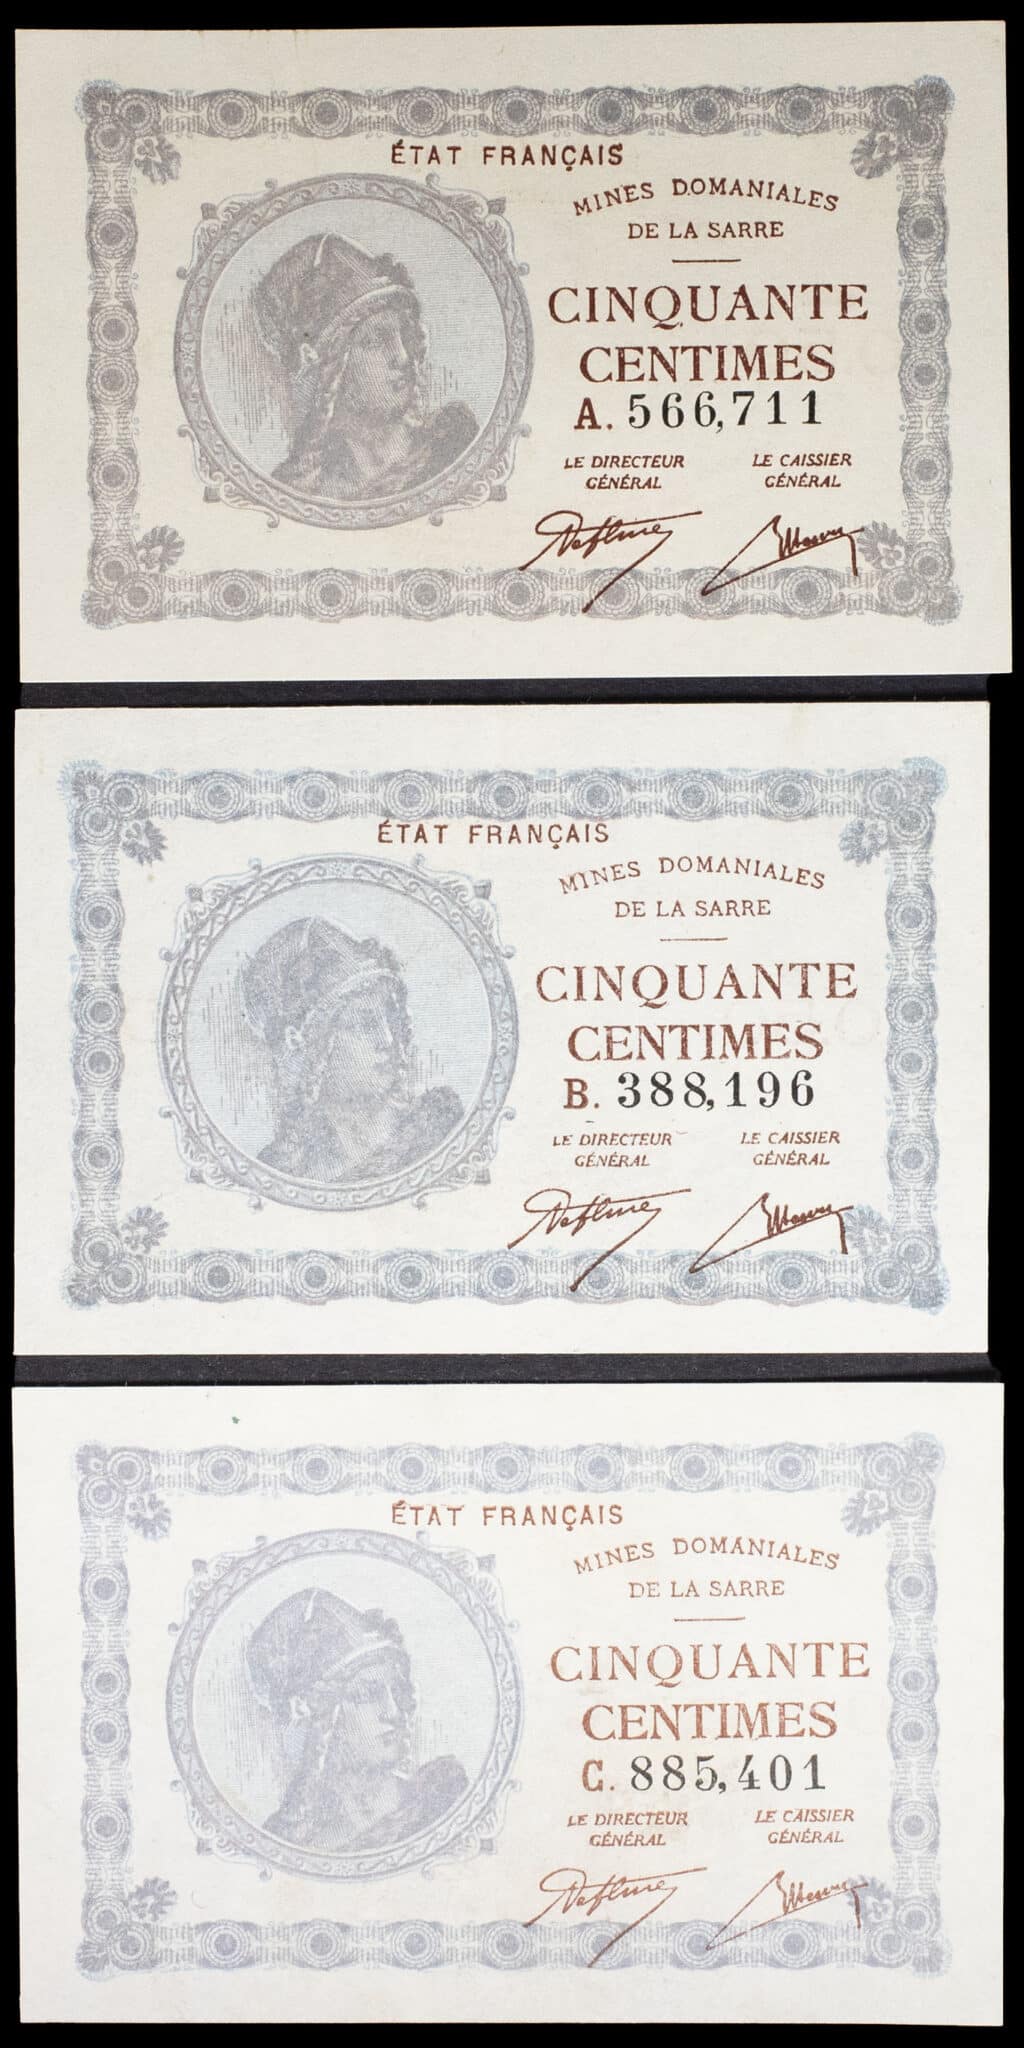 ÉTAT FRANÇAIS
MINES DOMANIALES
DE LA SARRE
CINQUANTE
CENTIMES
A. 566,711
LE DIRECTEUR GÉNÉRAL
LE CAISSIER GÉNÉRAL
ÉTAT FRANÇAIS
MINES DOMANIALES
DE LA SARRE
CINQUANTE
CENTIMES
B. 388,196
LE DIRECTEUR GÉNÉRAL
LE CAISSIER GÉNÉRAL
ÉTAT FRANÇAIS
MINES DOMANIALES
DE LA SARRE
CINQUANTE
CENTIMES
C. 885,401
LE DIRECTEUR GÉNÉRAL
LE CAISSIER GÉNÉRAL